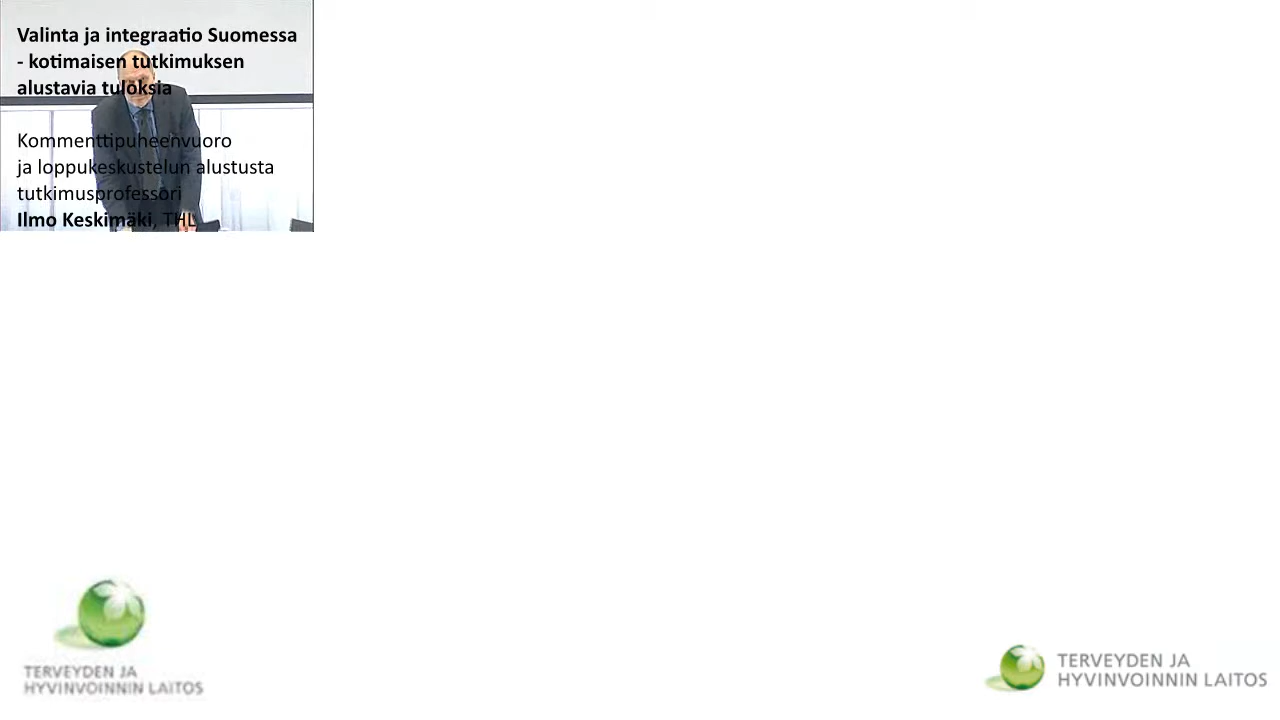 Valinta ja integraatio Suomessa
- kotimaisen tutkimuksen
alustavia tuloksia
Kommenttipuheenvuoro
ja loppukeskustelun alustusta
tutkimusprofessori
Ilmo Keskimäki, THL
TERVEYDEN JA
HYVINVOINNIN LAITOS
TERVEYDEN JA
HYVINVOINNIN LAITOS